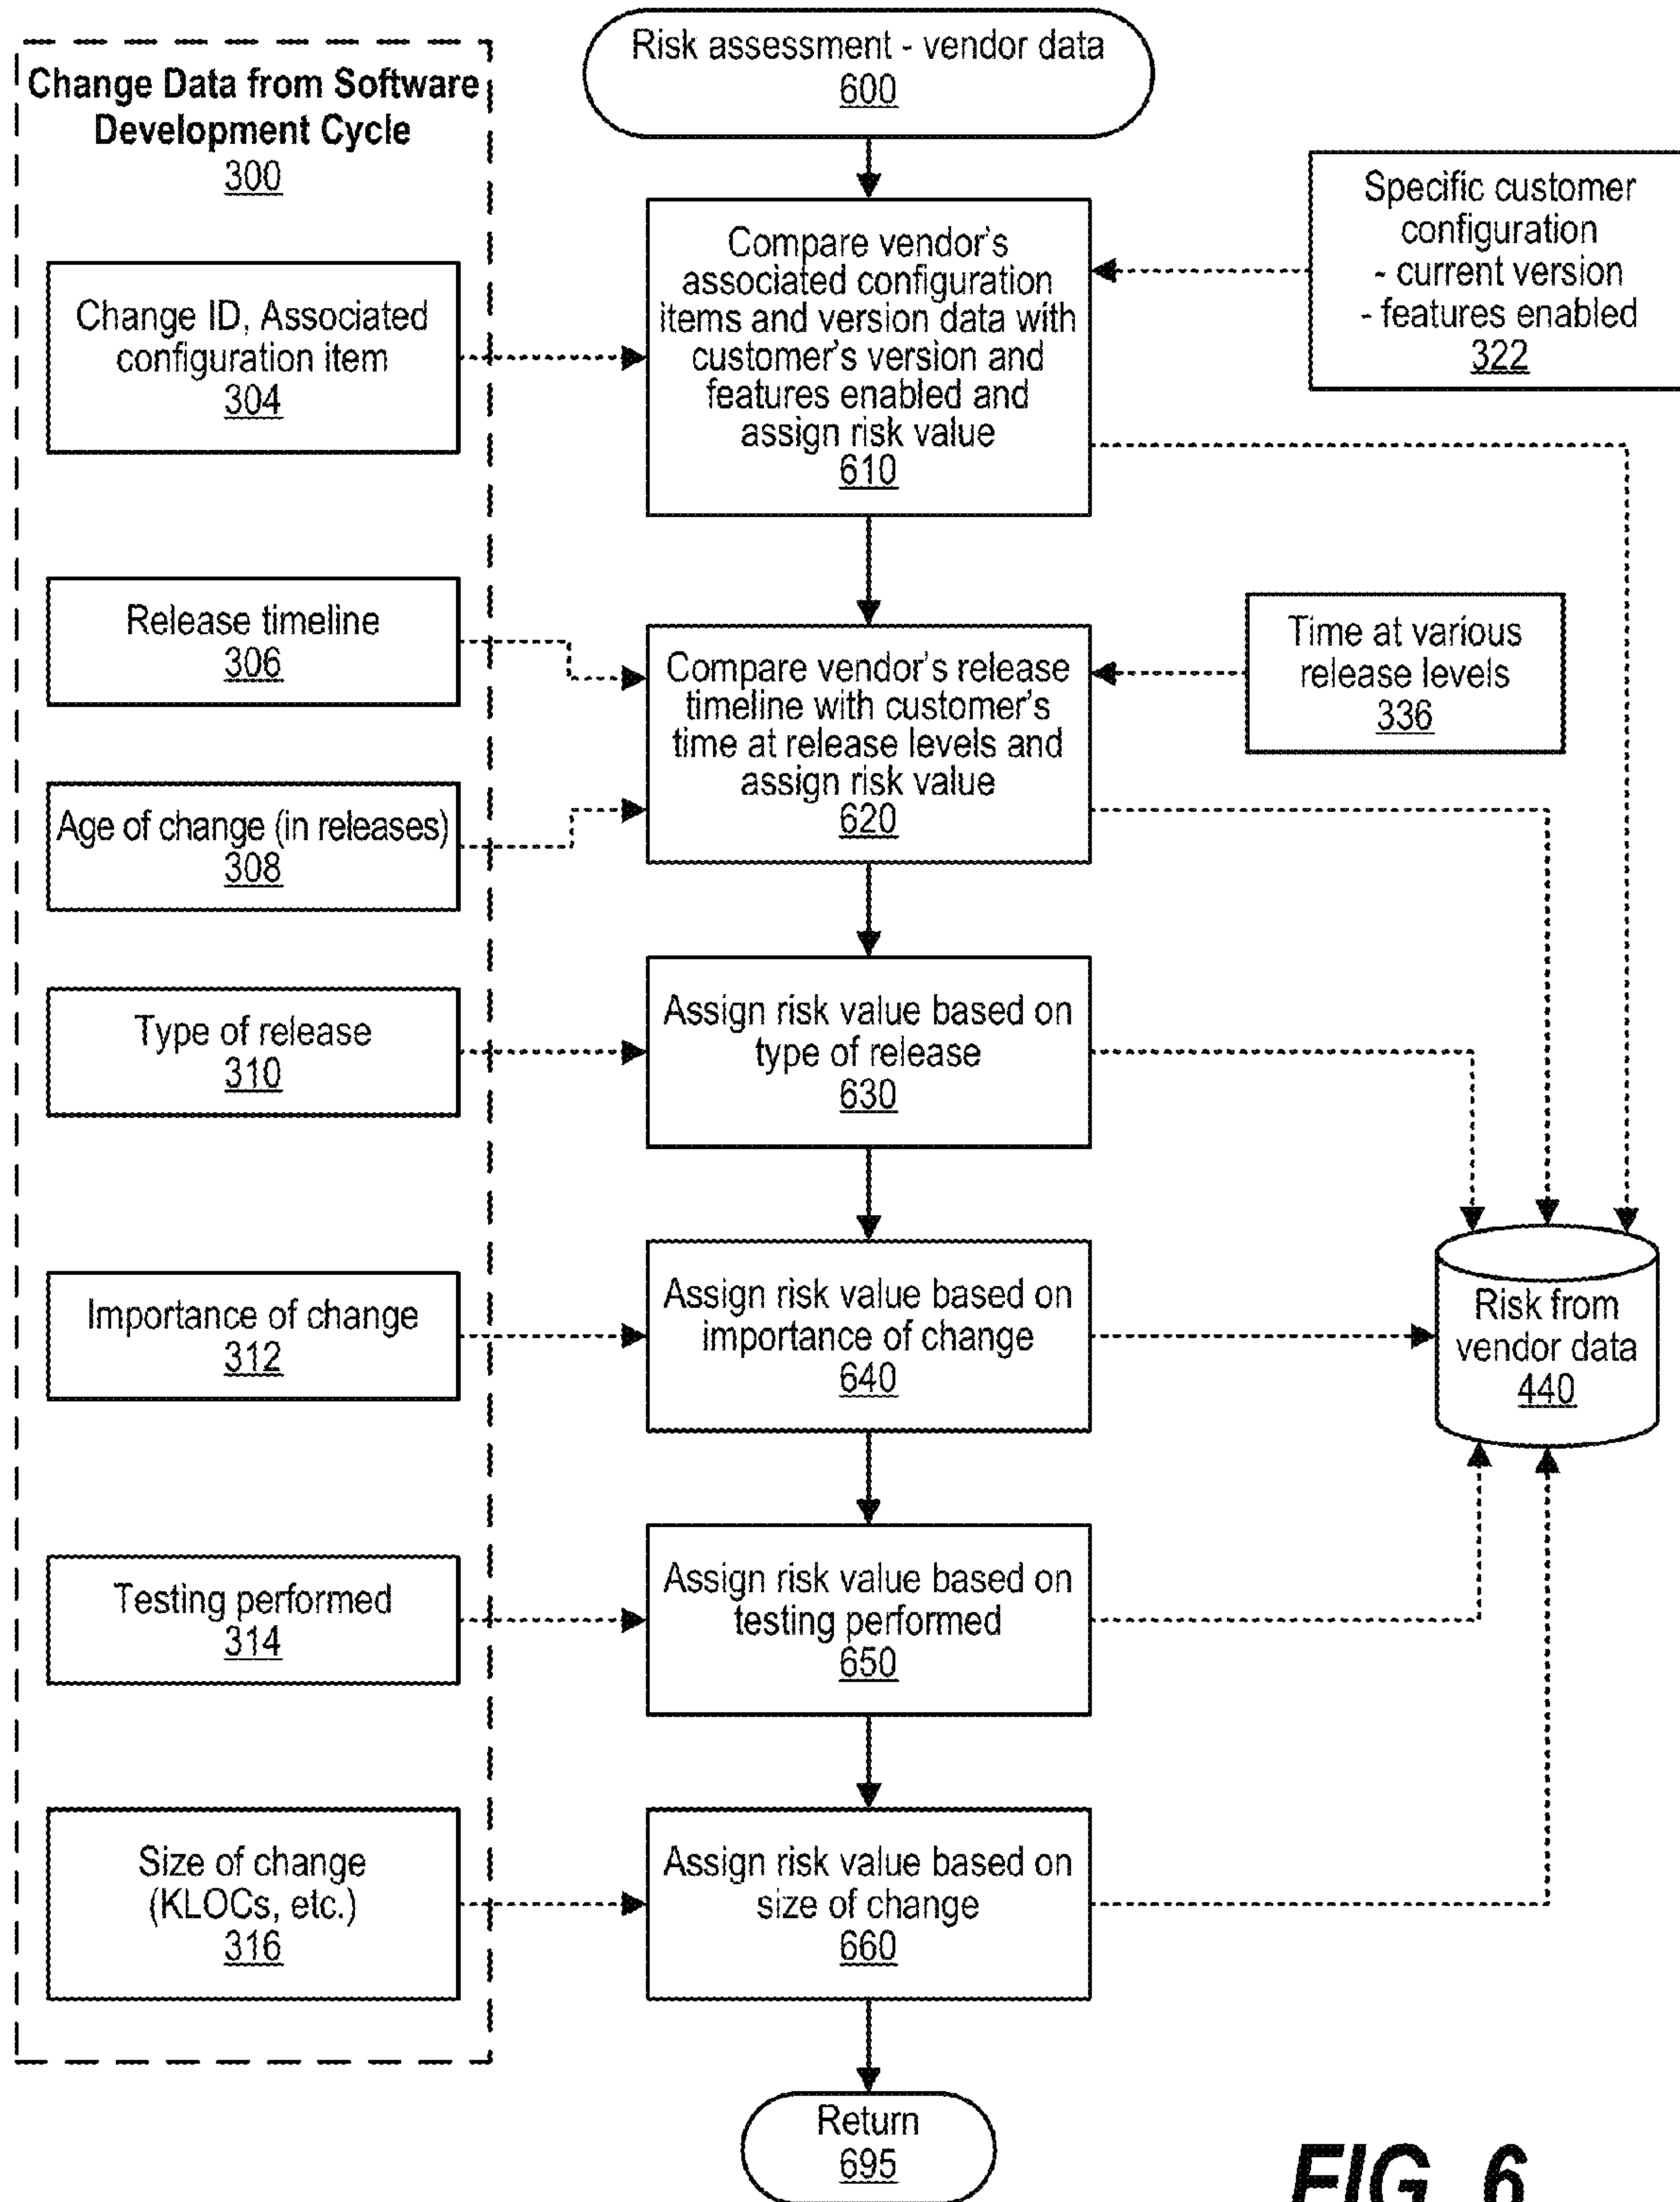 Risk assessment - vendor data
600
Change Data from Software
Development Cycle
300
Specific customer
configuration
- current version
- features enabled
322
Change ID, Associated
configuration item
304
Compare vendor's
associated configuration
items and version data with
customer's version and
features enabled and
assign risk value
610
Release timeline
306
Compare vendor's release
timeline with customer's
time at release levels and
assign risk value
620
Time at various
release levels
336
Age of change (in releases)
308
Type of release
310
Assign risk value based on
type of release
630
Importance of change
312
Assign risk value based on
importance of change
640
Risk from
vendor data
440
Testing performed
314
Assign risk value based on
testing performed
650
Size of change
(KLOCs, etc.)
316
Assign risk value based on
size of change
660
Return
695
FIG. 6